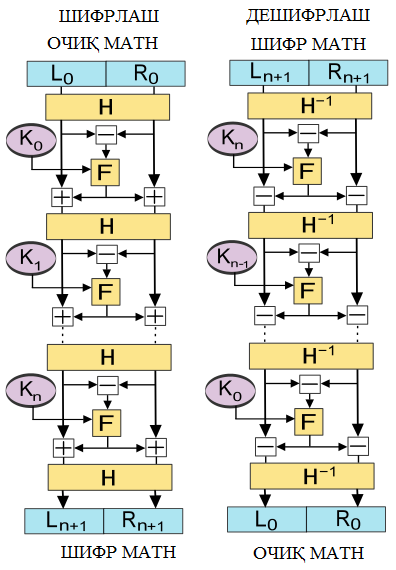 ШИФРЛАШ
ОЧИҚ МАТН
L0 R0
H
K0
−
F
+ +
H
K1
−
F
+ +
H
Kn
−
F
+ +
H
Ln+1 Rn+1
ШИФР МАТН
ДЕШИФРЛАШ
ШИФР МАТН
Ln+1 Rn+1
H−1
Kn
−
F
− −
H−1
Kn-1
−
F
− −
H−1
K0
−
F
− −
H−1
L0 R0
ОЧИҚ МАТН